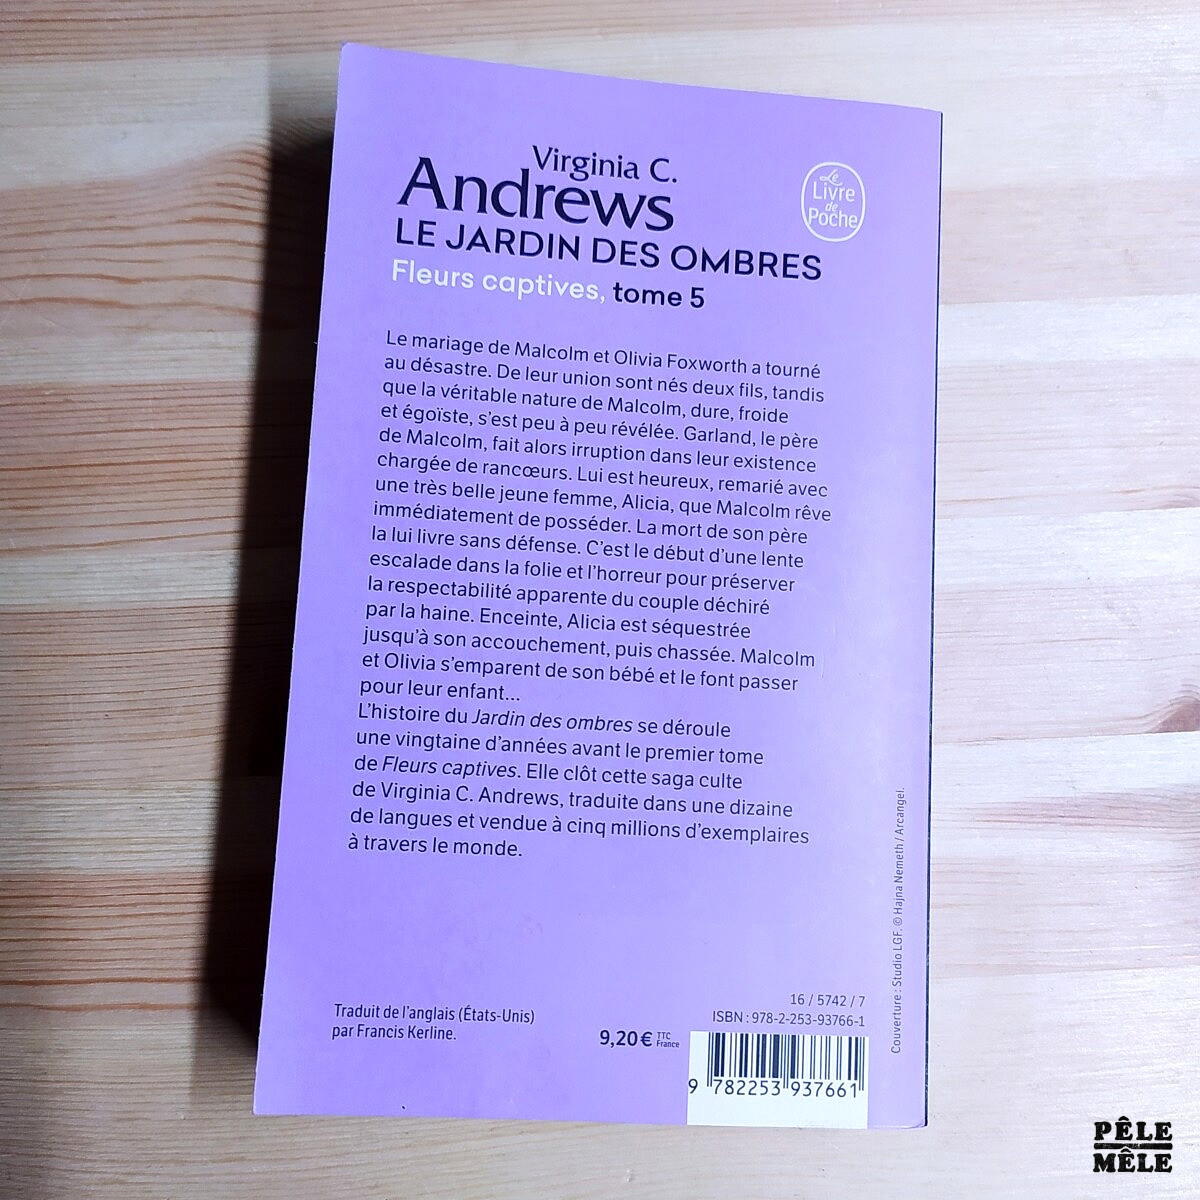 Virginia C.
Andrews
LE JARDIN DES OMBRES
Fleurs captives, tome 5
Le
Livre
de
Poche
Le mariage de Malcolm et Olivia Foxworth a tourné
au désastre. De leur union sont nés deux fils, tandis
que la véritable nature de Malcolm, dure, froide
et égoïste, s'est peu à peu révélée. Garland, le père
de Malcolm, fait alors irruption dans leur existence
chargée de rancœurs. Lui est heureux, remarié avec
une très belle jeune femme, Alicia, que Malcolm rêve
immédiatement de posséder. La mort de son père
la lui livre sans défense. C'est le début d'une lente
escalade dans la folie et l'horreur pour préserver
la respectabilité apparente du couple déchiré
par la haine. Enceinte, Alicia est séquestrée
jusqu'à son accouchement, puis chassée. Malcolm
et Olivia s'emparent de son bébé et le font passer
pour leur enfant...
L'histoire du Jardin des ombres se déroule
une vingtaine d'années avant le premier tome
de Fleurs captives. Elle clôt cette saga culte
de Virginia C. Andrews, traduite dans une dizaine
de langues et vendue à cinq millions d'exemplaires
à travers le monde.
Traduit de l'anglais (États-Unis)
par Francis Kerline.
9,20 € TTC
France
16 / 5742 / 7
ISBN : 978-2-253-93766-1
9 782253 937661
Couverture : Studio LGF. © Hajna Nemeth / Arcangel.
PÊLE
MÊLE